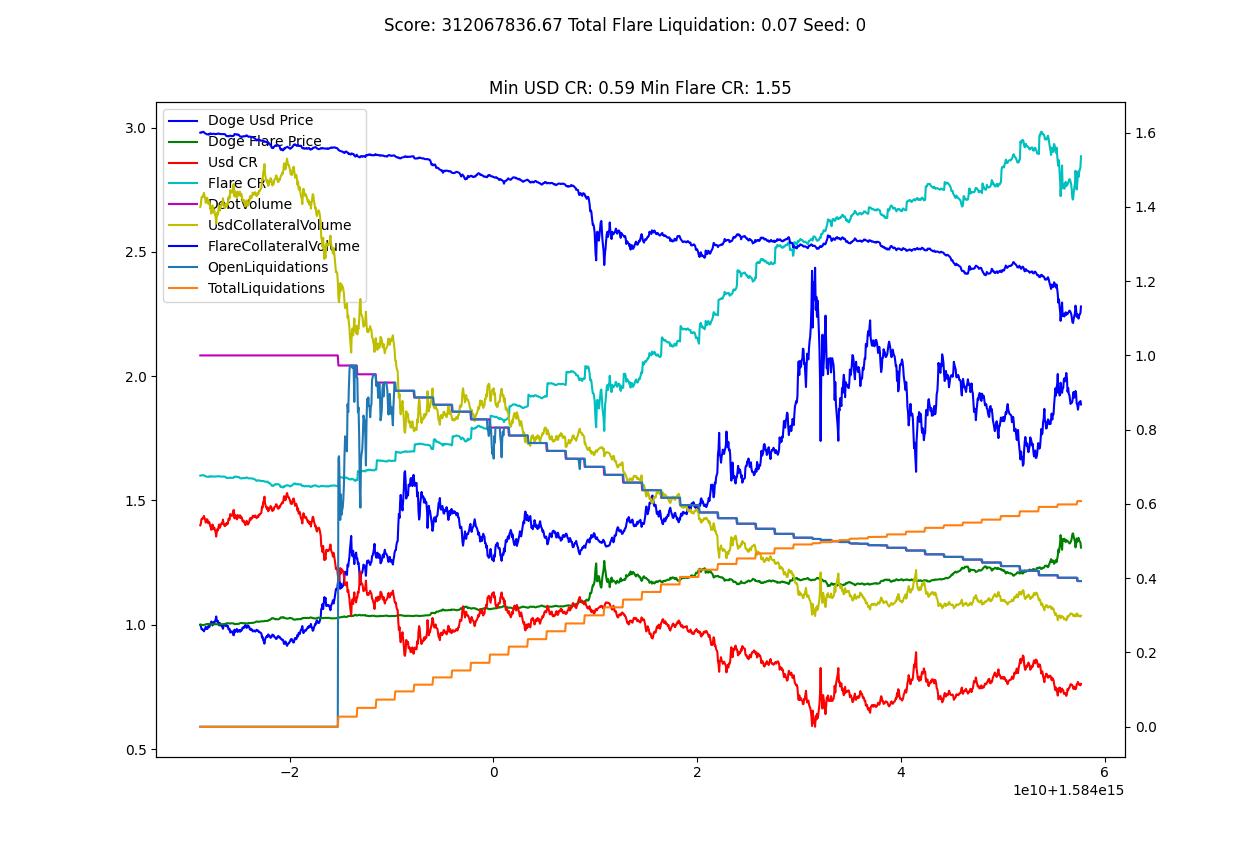 Score: 312067836.67 Total Flare Liquidation: 0.07 Seed: 0
Min USD CR: 0.59 Min Flare CR: 1.55
Doge Usd Price
Doge Flare Price
Usd CR
Flare CR
DebtVolume
UsdCollateralVolume
FlareCollateralVolume
OpenLiquidations
TotalLiquidations
3.0
2.5
2.0
1.5
1.0
0.5
1.6
1.4
1.2
1.0
0.8
0.6
0.4
0.2
0.0
−2
0
2
4
6
1e10+1.584e15